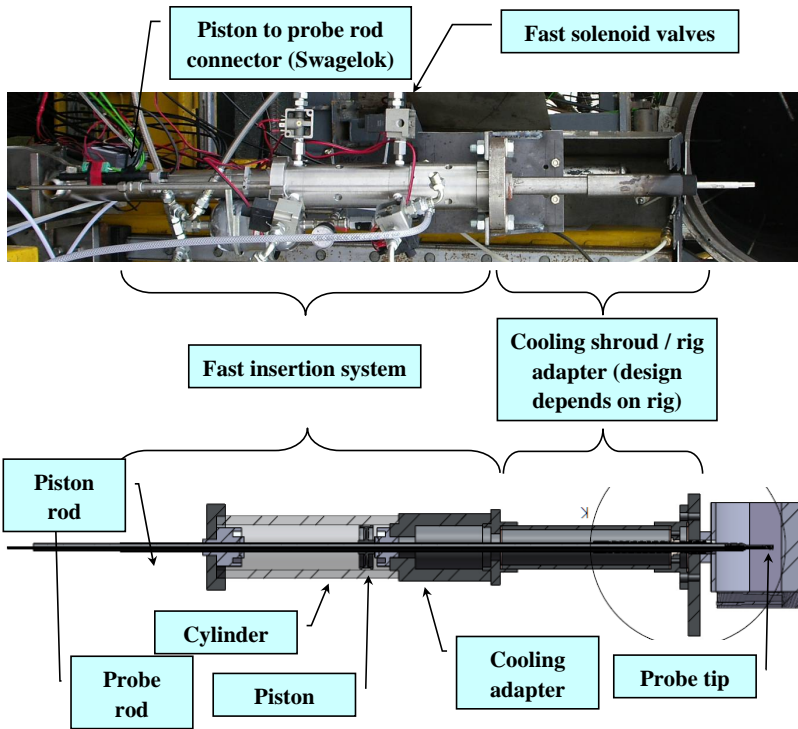 Piston to probe rod
connector (Swagelok)
Fast solenoid valves
Fast insertion system
Cooling shroud / rig
adapter (design
depends on rig)
Piston
rod
K
Cylinder
Probe
rod
Piston
Cooling
adapter
Probe tip